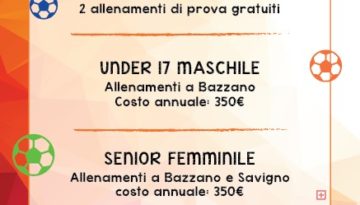 2 allenamenti di prova gratuiti
UNDER 17 MASCHILE
Allenamenti a Bazzano
Costo annuale: 350€
SENIOR FEMMINILE
Allenamenti a Bazzano e Savigno
costo annuale: 350€